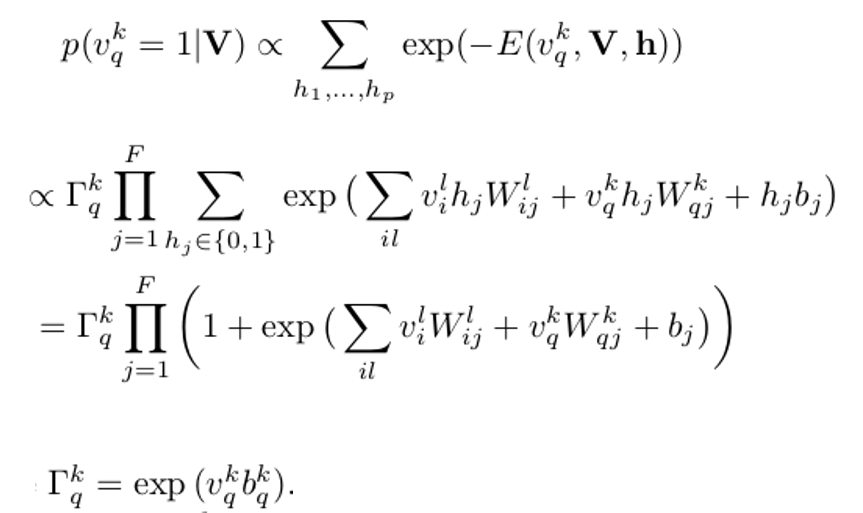 p(v_q^k = 1|\mathbf{V}) \propto \sum_{h_1,\ldots,h_p} \exp(-E(v_q^k, \mathbf{V}, \mathbf{h}))
\propto \Gamma_q^k \prod_{j=1}^{F} \sum_{h_j \in \{0,1\}} \exp\big(\sum_{il} v_i^l h_j W_{ij}^l + v_q^k h_j W_{qj}^k + h_j b_j\big)
= \Gamma_q^k \prod_{j=1}^{F} \Big(1 + \exp\big(\sum_{il} v_i^l W_{ij}^l + v_q^k W_{qj}^k + b_j\big)\Big)
\Gamma_q^k = \exp(v_q^k b_q^k).